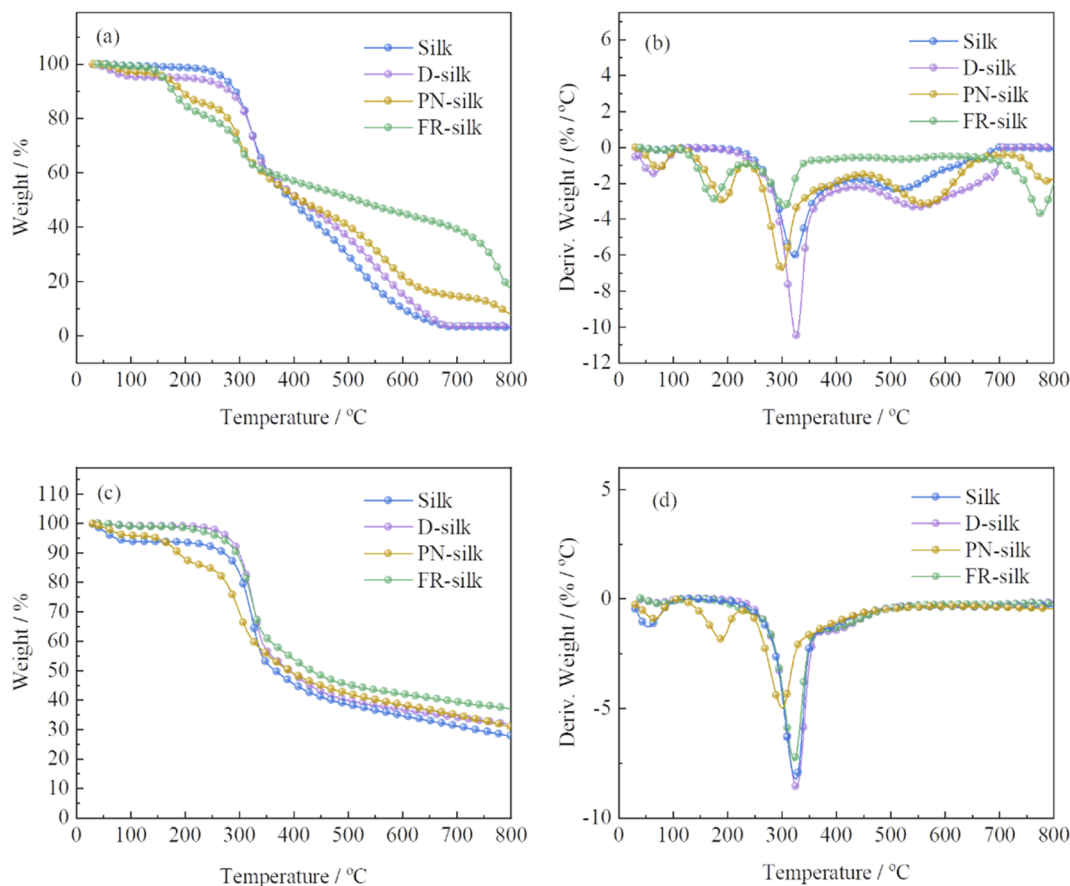 (a)
Silk
D-silk
PN-silk
FR-silk
100
80
60
40
20
0
Weight / %
0 100 200 300 400 500 600 700 800
Temperature / °C
(b)
Silk
D-silk
PN-silk
FR-silk
6
4
2
0
-2
-4
-6
-8
-10
-12
Deriv. Weight / (% / °C)
0 100 200 300 400 500 600 700 800
Temperature / °C
(c)
Silk
D-silk
PN-silk
FR-silk
110
100
90
80
70
60
50
40
30
20
10
0
Weight / %
0 100 200 300 400 500 600 700 800
Temperature / °C
(d)
Silk
D-silk
PN-silk
FR-silk
5
0
-5
-10
Deriv. Weight / (% / °C)
0 100 200 300 400 500 600 700 800
Temperature / °C